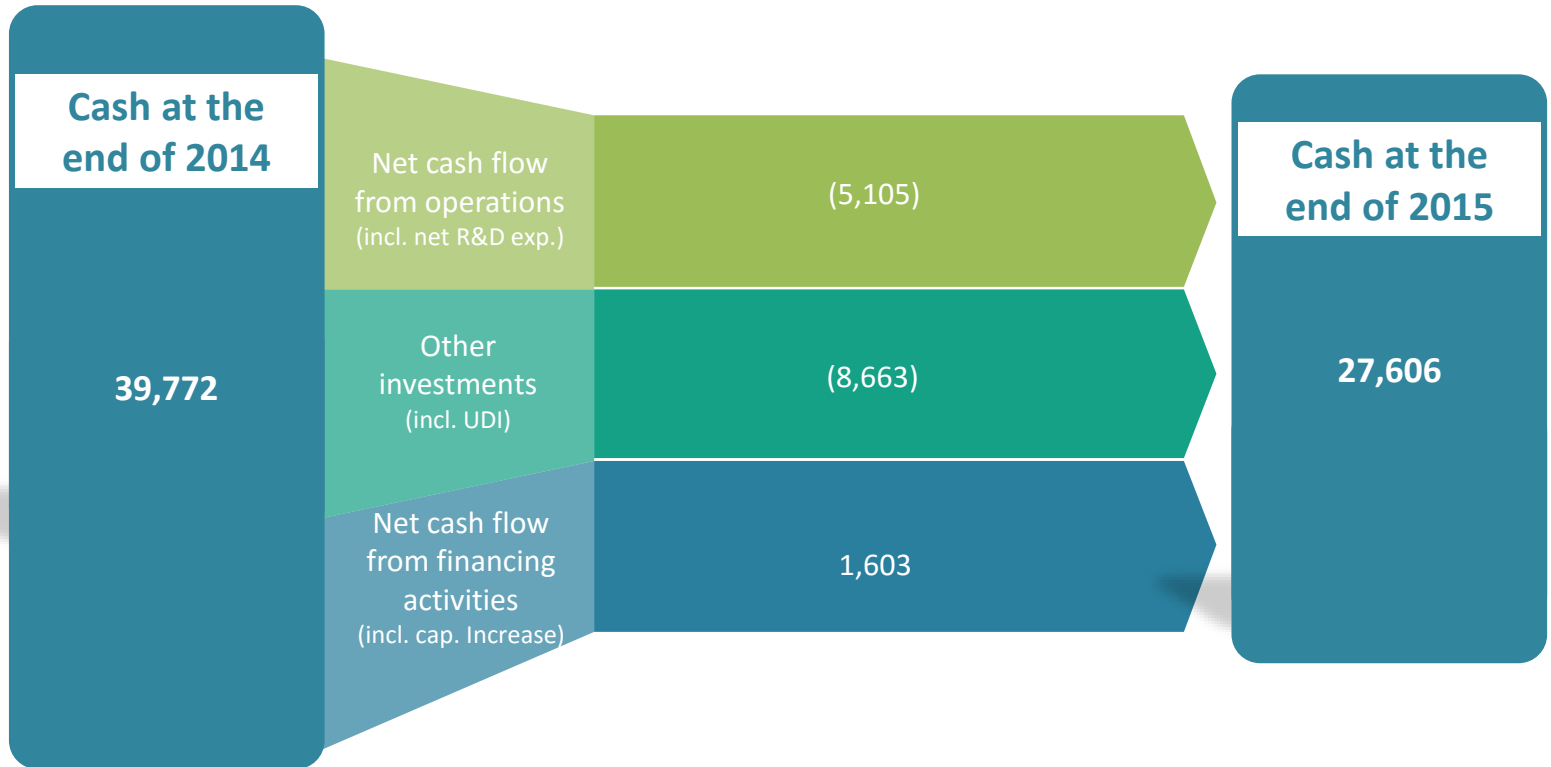 Cash at the
end of 2014
39,772
Net cash flow
from operations
(incl. net R&D exp.)
(5,105)
Other
investments
(incl. UDI)
(8,663)
Net cash flow
from financing
activities
(incl. cap. Increase)
1,603
Cash at the
end of 2015
27,606